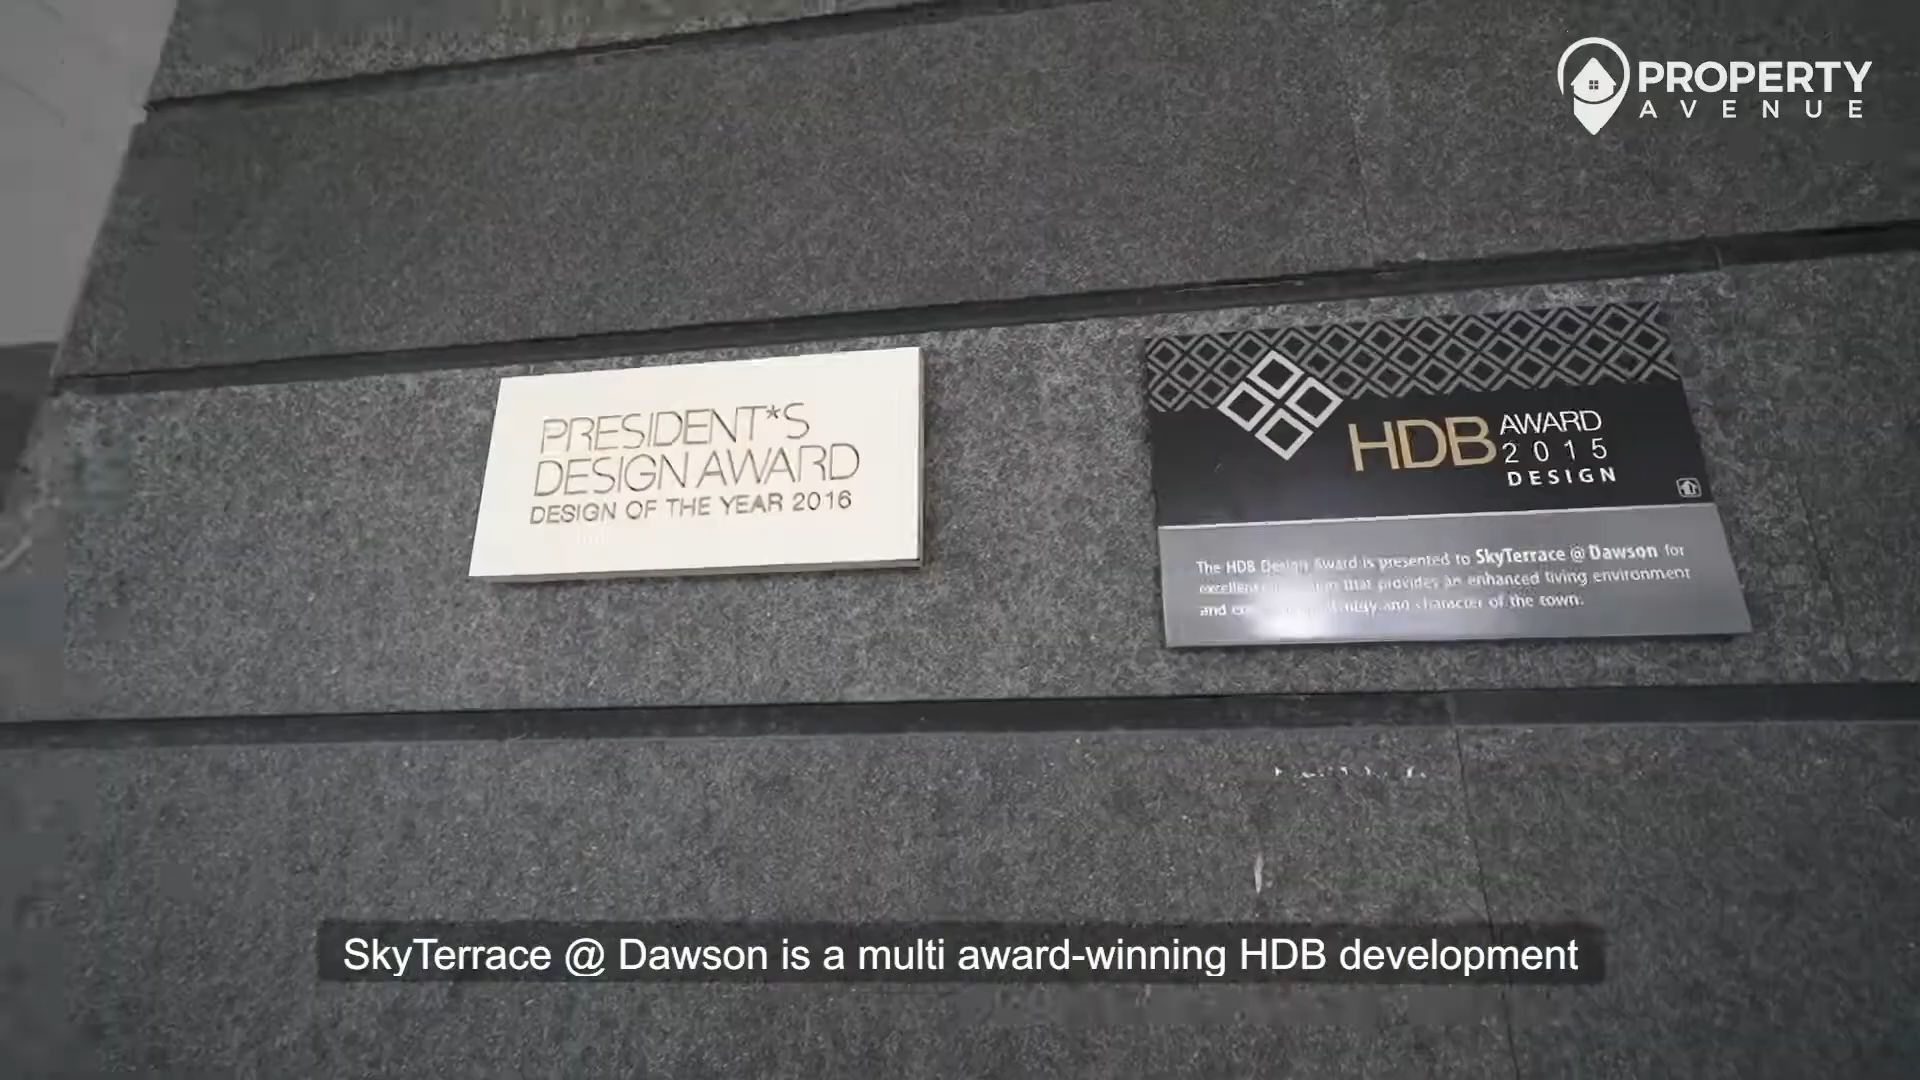 PROPERTY
AVENUE
PRESIDENT*S
DESIGN AWARD
DESIGN OF THE YEAR 2016
HDB AWARD
2015
DESIGN
The HDB Design Award is presented to SkyTerrace @ Dawson for
that provides an enhanced living environment
and character of the town.
SkyTerrace @ Dawson is a multi award-winning HDB development